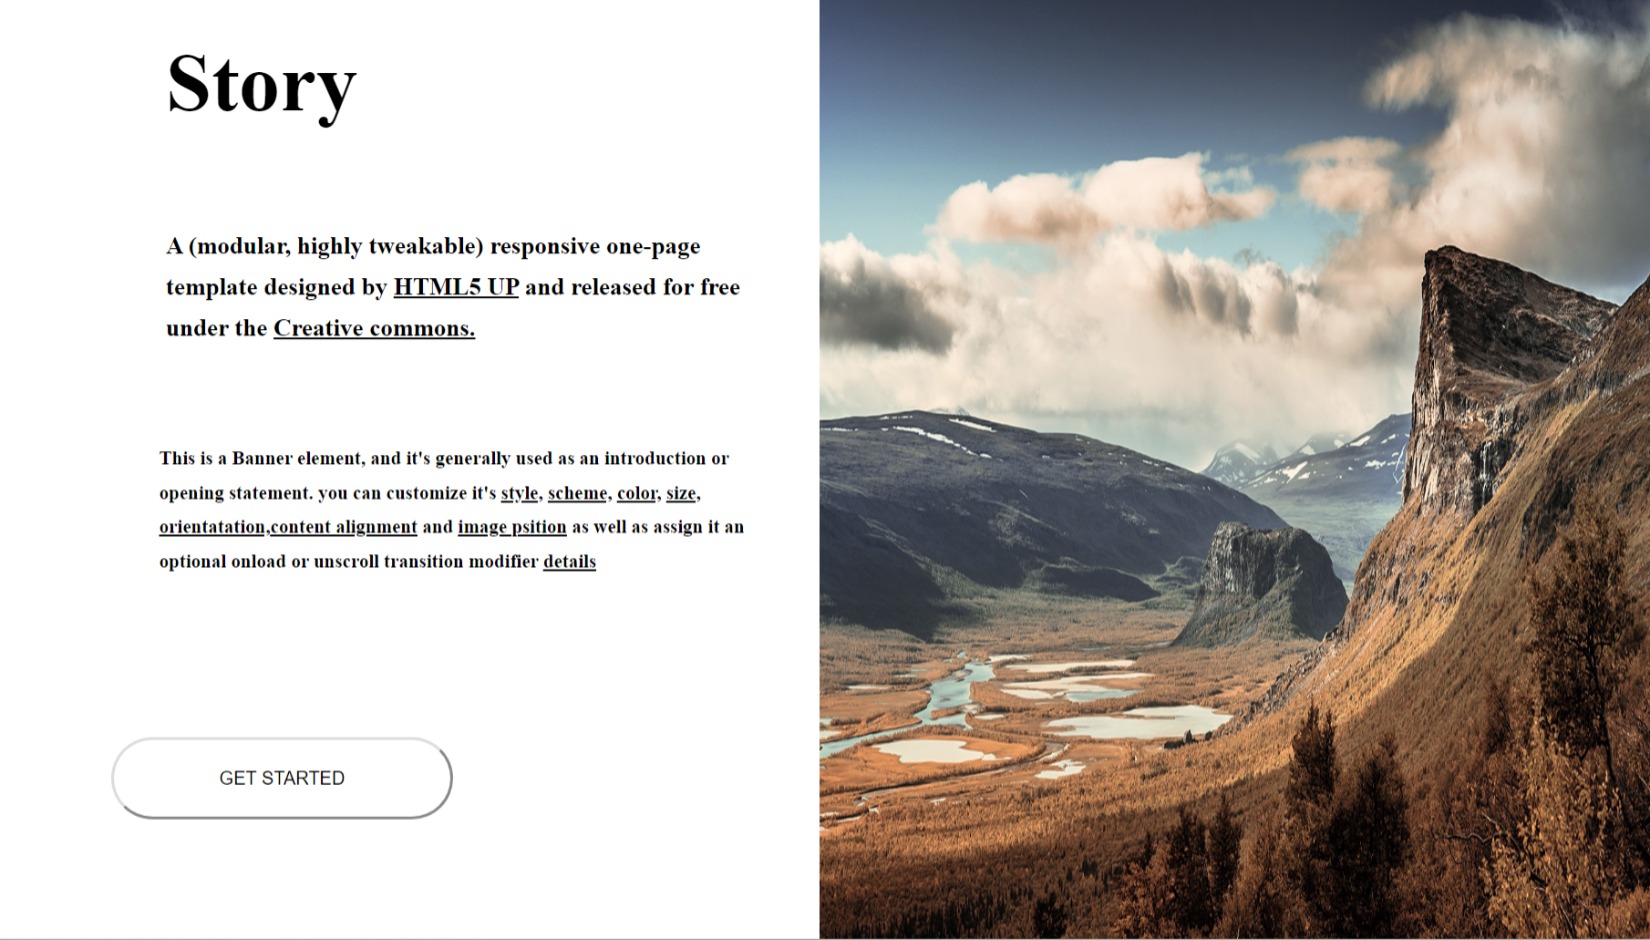 Story
A (modular, highly tweakable) responsive one-page
template designed by HTML5 UP and released for free
under the Creative commons.
This is a Banner element, and it's generally used as an introduction or
opening statement. you can customize it's style, scheme, color, size,
orientatation,content alignment and image psition as well as assign it an
optional onload or unscroll transition modifier details
GET STARTED